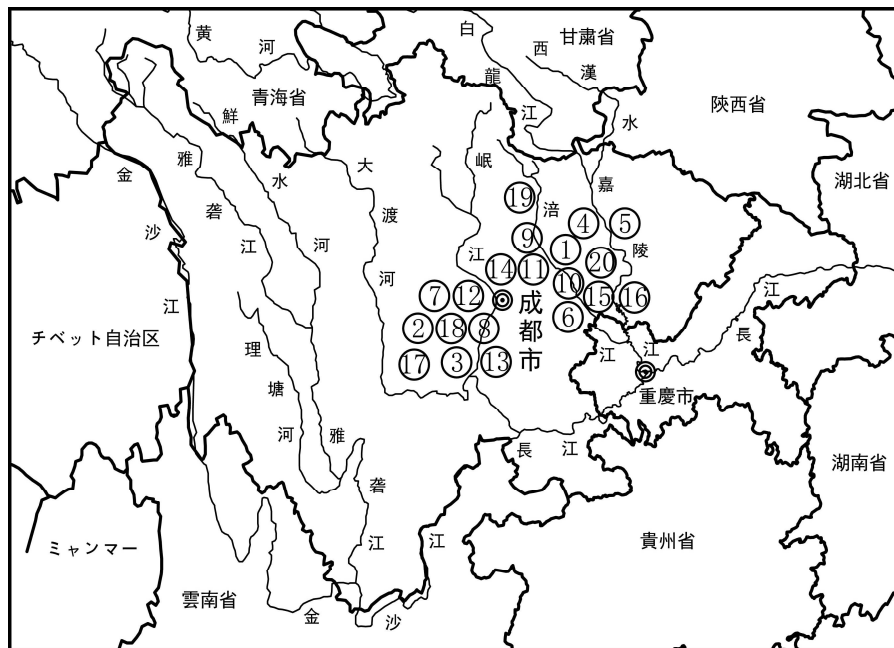 黄河
白龍江
西漢水
甘肅省
青海省
陝西省
湖北省
鮮水河
雅礱江
金沙江
大渡河
岷江
涪江
嘉陵江
⑲
④
⑤
⑨
①
⑭
⑪
⑳
⑦
⑫
⑩
⑮
⑯
②
⑱
⑧
⑥
⑰
③
⑬
成都市
チベット自治区
理塘河
雅礱江
長江
重慶市
長江
湖南省
ミャンマー
雲南省
金沙江
貴州省